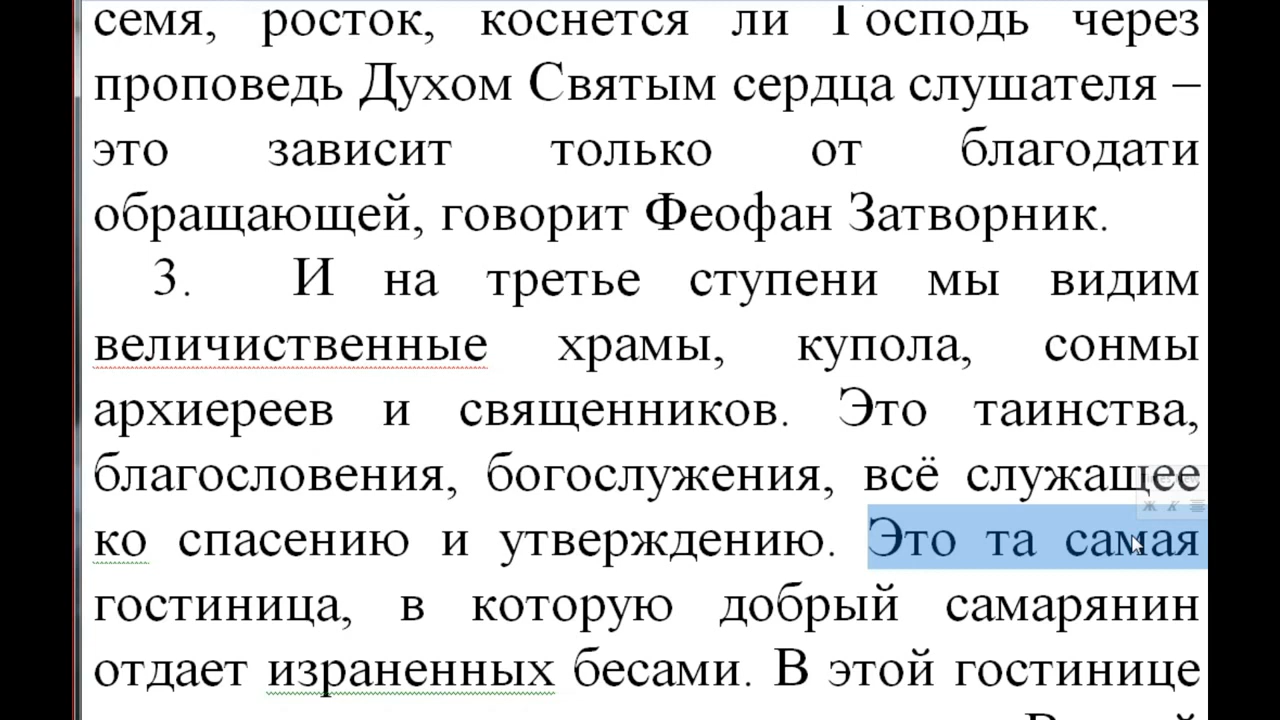 семя, росток, коснется ли Господь через
проповедь Духом Святым сердца слушателя –
это зависит только от благодати
обращающей, говорит Феофан Затворник.
3. И на третье ступени мы видим
величиственные храмы, купола, сонмы
архиереев и священников. Это таинства,
благословения, богослужения, всё служащее
ко спасению и утверждению. Это та самая
гостиница, в которую добрый самарянин
отдает израненных бесами. В этой гостинице